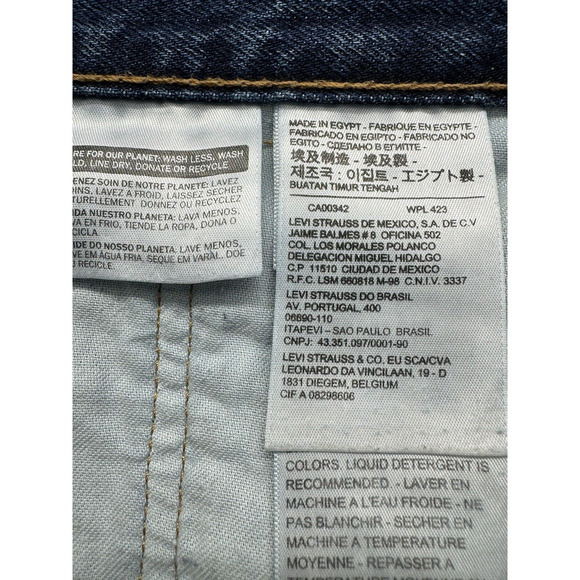 RE FOR OUR PLANET: WASH LESS, WASH
LD, LINE DRY, DONATE OR RECYCLE
ENEZ SOIN DE NOTRE PLANETE: LAVEZ
INS, LAVEZ A FROID, LAISSEZ SECHER
TURELLEMENT DONNEZ OU RECYCLEZ
IDA NUESTRO PLANETA: LAVA MENOS,
VA EN FRIO, TIENDE LA ROPA, DONA O
CICLA
IDE DO NOSSO PLANETA. LAVE MENOS,
VE EM ÁGUA FRIA, SEQUE EM VARAL, DOE
RECICLE
MADE IN EGYPT - FABRIQUE EN EGYPTE -
FABRICADO EN EGIPTO - FABRICADO NO
EGITO - СДЕЛАНО В ЕГИПТЕ -
埃及制造 - 埃及製 -
제조국 : 이집트 - エジプト製 -
BUATAN TIMUR TENGAH
CA00342 WPL 423
LEVI STRAUSS DE MEXICO, S.A. DE C.V
JAIME BALMES # 8 OFICINA 502
COL. LOS MORALES POLANCO
DELEGACION MIGUEL HIDALGO
C.P 11510 CIUDAD DE MEXICO
R.F.C. LSM 660818 M-98 C.N.I.V. 3337
LEVI STRAUSS DO BRASIL
AV. PORTUGAL, 400
06690-110
ITAPEVI – SAO PAULO BRASIL
CNPJ: 43.351.097/0001-90
LEVI STRAUSS & CO. EU SCA/CVA
LEONARDO DA VINCILAAN, 19 - D
1831 DIEGEM, BELGIUM
CIF A 08298606
COLORS. LIQUID DETERGENT IS
RECOMMENDED. - LAVER EN
MACHINE A L'EAU FROIDE - NE
PAS BLANCHIR - SECHER EN
MACHINE A TEMPERATURE
MOYENNE - REPASSER A
TEMPERATURE